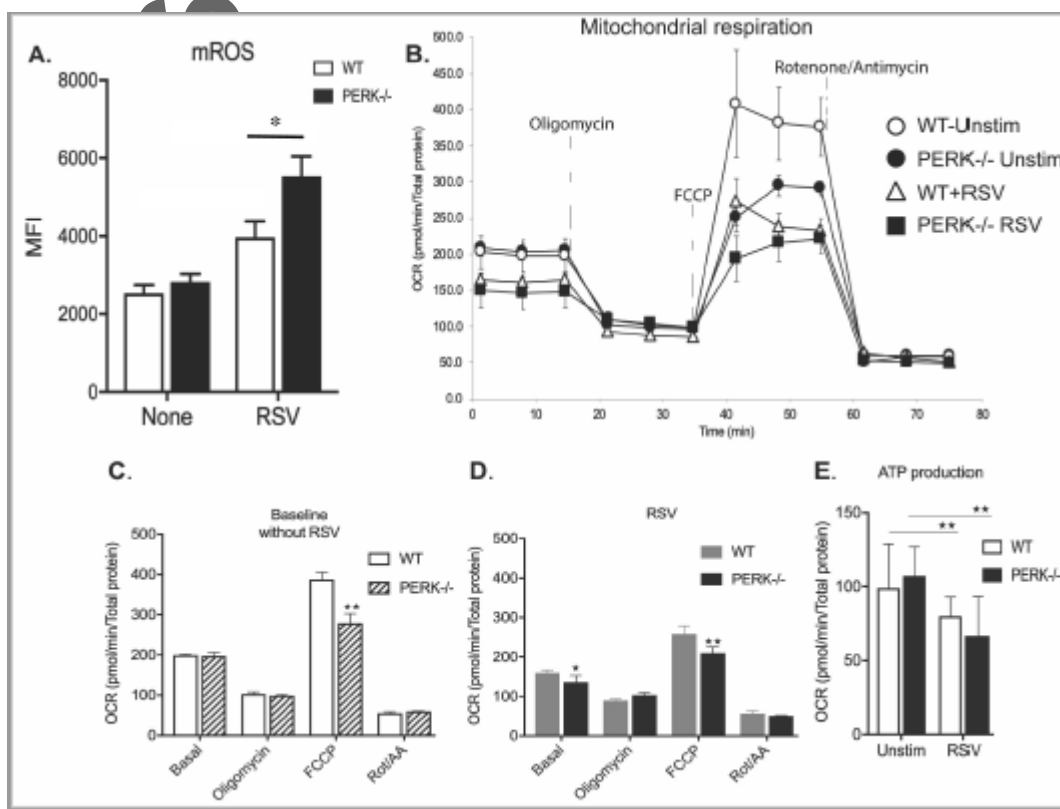 A.
mROS
WT
PERK-/-
*
8000
6000
4000
2000
0
MFI
None
RSV
B.
Mitochondrial respiration
500.0
450.0
400.0
350.0
300.0
250.0
200.0
150.0
100.0
50.0
0.0
OCR (pmol/min/Total protein)
Oligomycin
FCCP
Rotenone/Antimycin
WT-Unstim
PERK-/- Unstim
WT+RSV
PERK-/- RSV
0 10 20 30 40 50 60 70 80
Time (min)
C.
Baseline
without RSV
WT
PERK-/-
500
400
300
200
100
0
OCR (pmol/min/Total protein)
**
Basal
Oligomycin
FCCP
Rot/AA
D.
RSV
WT
PERK-/-
500
400
300
200
100
0
OCR (pmol/min/Total protein)
*
**
Basal
Oligomycin
FCCP
Rot/AA
E.
ATP production
**
**
WT
PERK-/-
150
100
50
0
OCR (pmol/min/Total protein)
Unstim
RSV